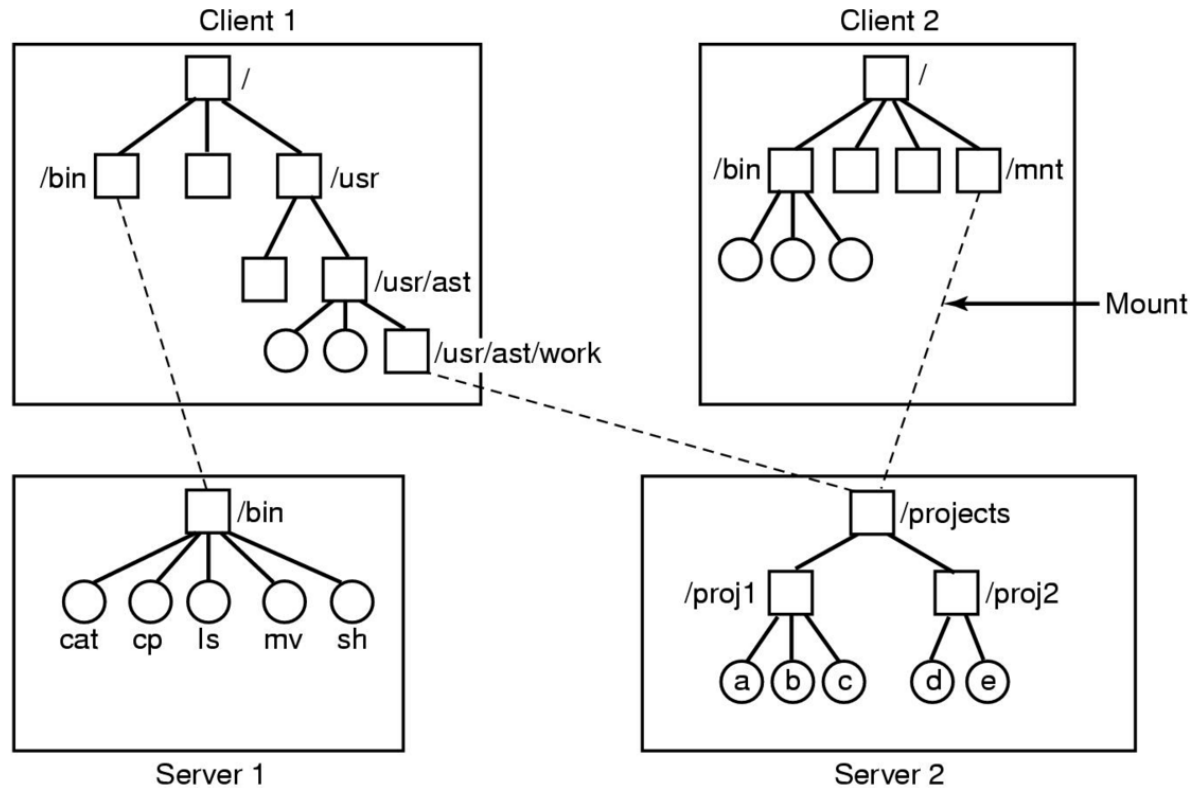 Client 1
Client 2
/
/
/bin
/usr
/bin
/mnt
/usr/ast
Mount
/usr/ast/work
/bin
/projects
/proj1
/proj2
cat
cp
ls
mv
sh
a
b
c
d
e
Server 1
Server 2